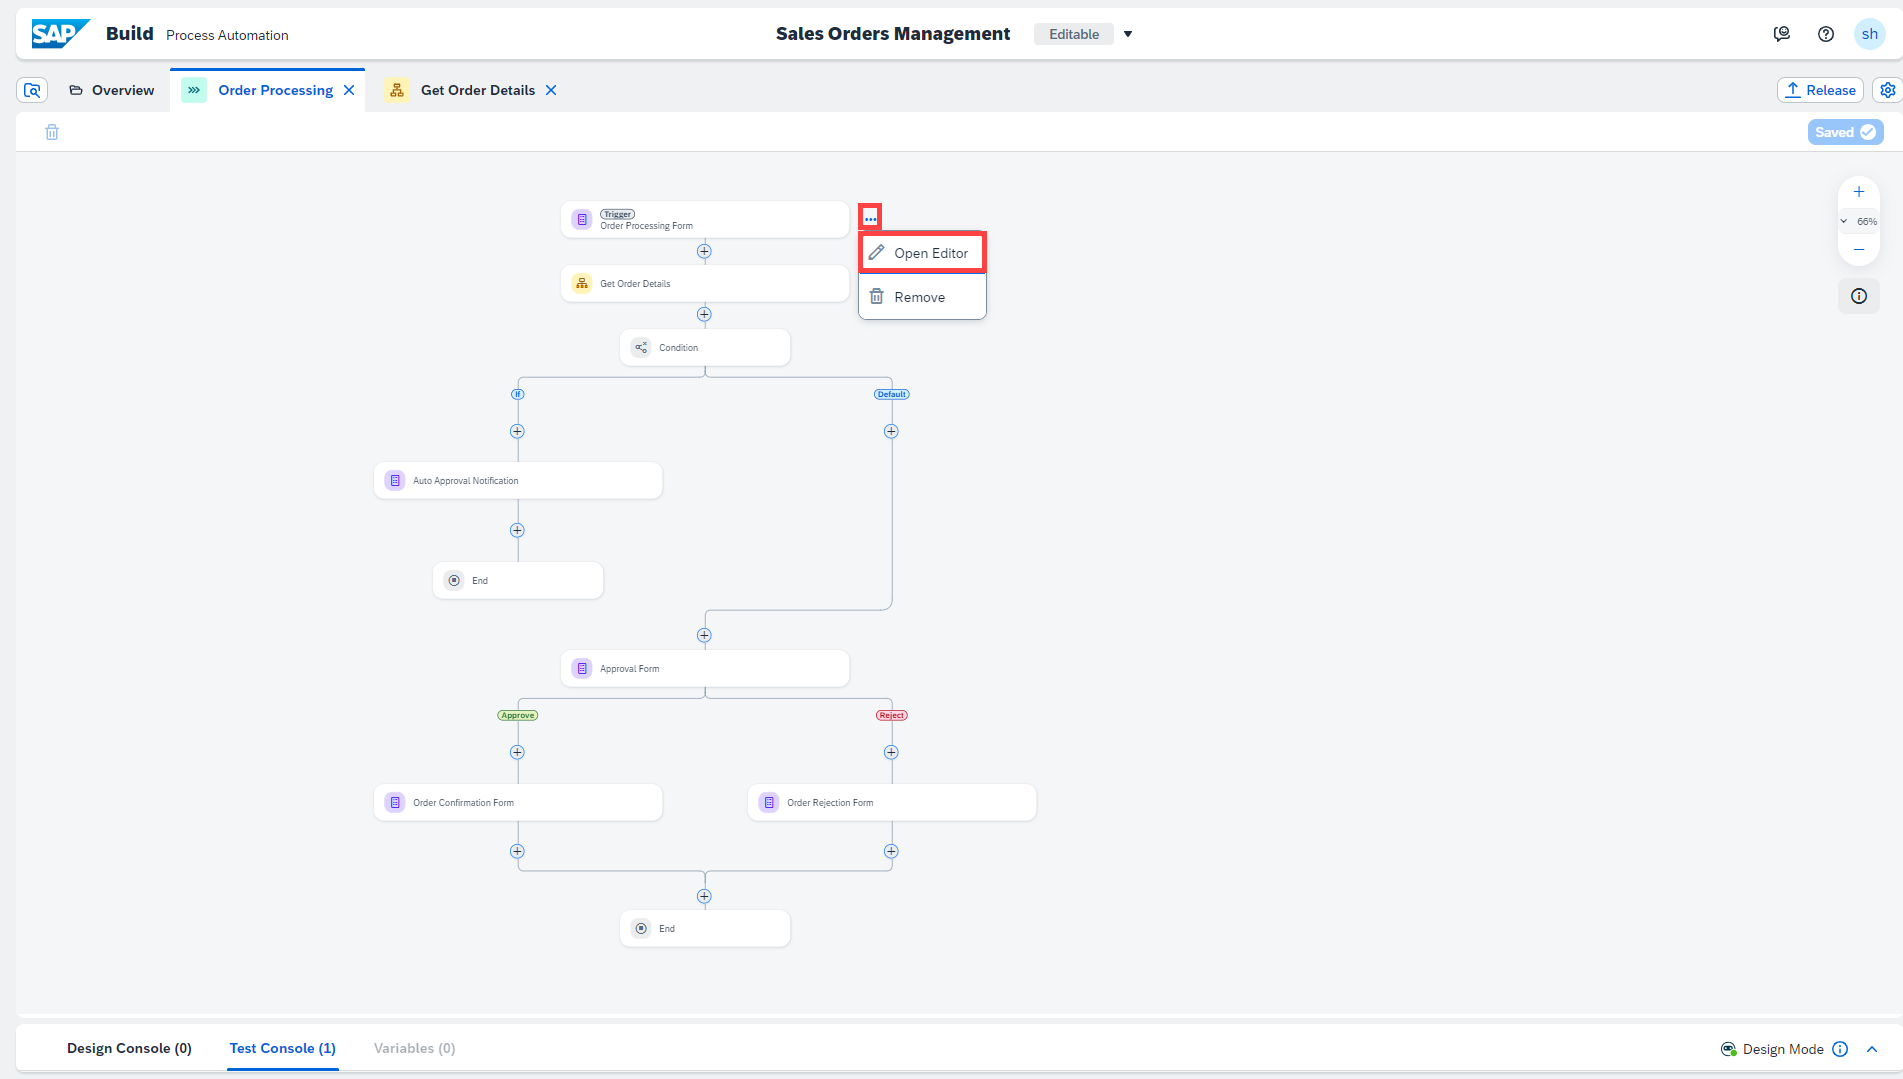 SAP Build Process Automation
Sales Orders Management Editable
sh
Overview
Order Processing
Get Order Details
Release
Saved
Trigger
Order Processing Form
Open Editor
Remove
66%
Get Order Details
Condition
If
Default
Auto Approval Notification
End
Approval Form
Approve
Reject
Order Confirmation Form
Order Rejection Form
End
Design Console (0)
Test Console (1)
Variables (0)
Design Mode